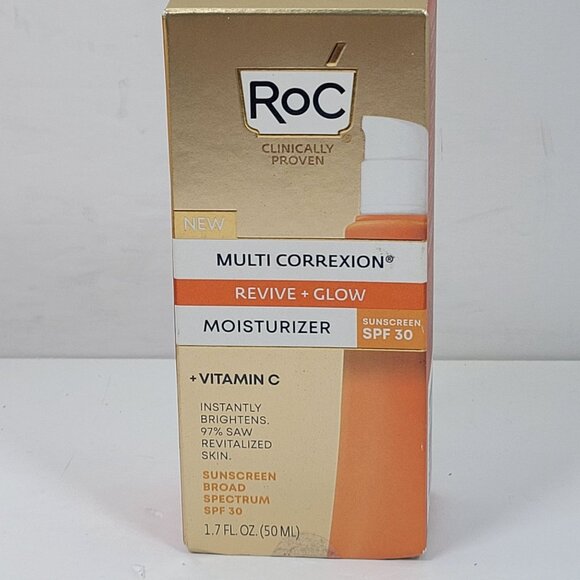 RoC®
CLINICALLY
PROVEN
NEW
MULTI CORREXION®
REVIVE + GLOW
MOISTURIZER
SUNSCREEN
SPF 30
+ VITAMIN C
INSTANTLY
BRIGHTENS.
97% SAW
REVITALIZED
SKIN.
SUNSCREEN
BROAD
SPECTRUM
SPF 30
1.7 FL. OZ. (50 ML)